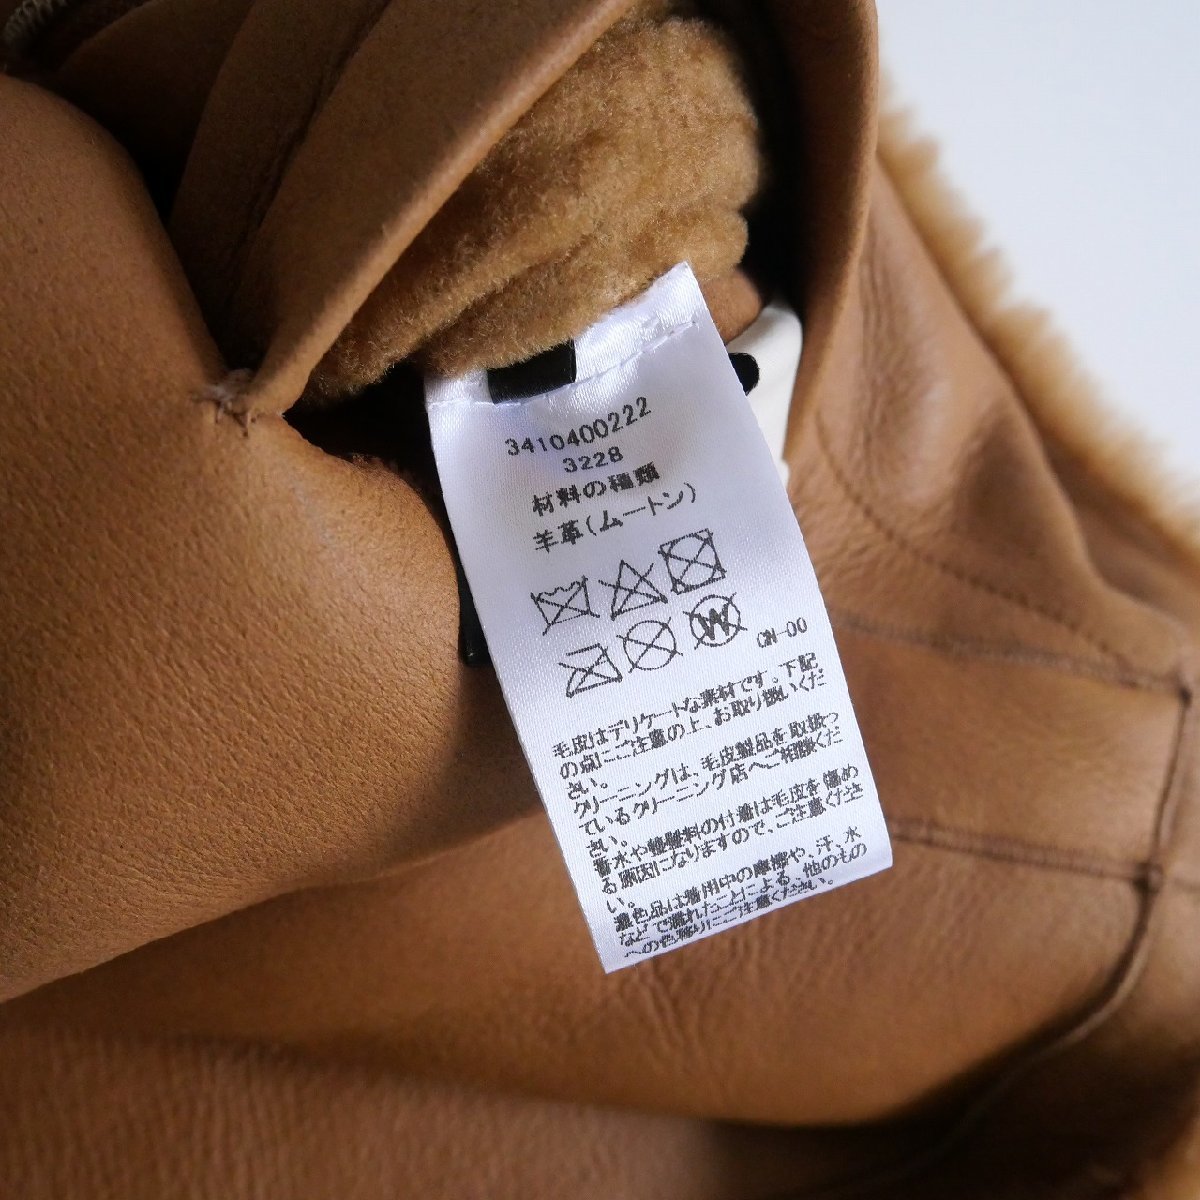 3410400222
3228
材料の種類
羊革(ムートン)
W
CN-00
毛皮はデリケートな素材です。下記
の点にご注意の上、お取り扱いくだ
さい。
クリーニングは、毛皮製品を取扱っ
ているクリーニング店へご相談くだ
さい。
香水や整髪料の付着は毛皮を傷め
る原因になりますので、ご注意くださ
い。
濃色品は着用中の摩擦や、汗、水
などで濡れたことによる、他のもの
への色移りにご注意ください。